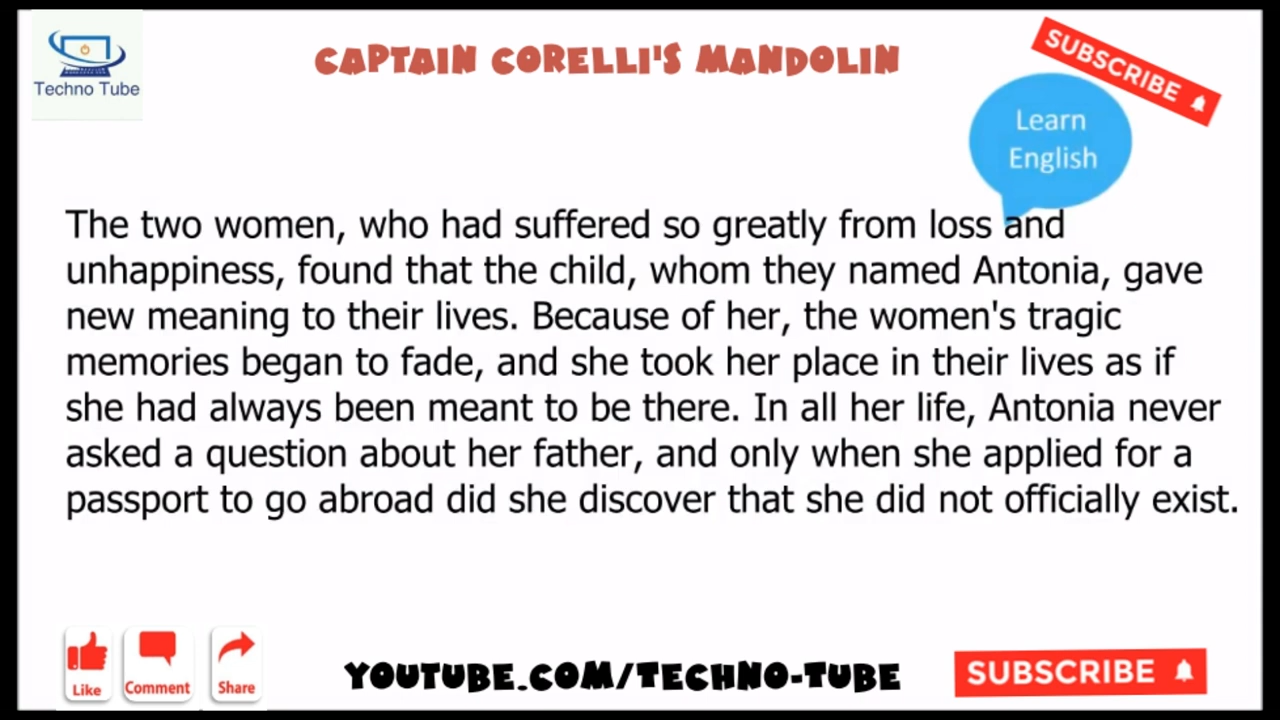 Techno Tube
CAPTAIN CORELLI'S MANDOLIN
SUBSCRIBE
Learn
English
The two women, who had suffered so greatly from loss and
unhappiness, found that the child, whom they named Antonia, gave
new meaning to their lives. Because of her, the women's tragic
memories began to fade, and she took her place in their lives as if
she had always been meant to be there. In all her life, Antonia never
asked a question about her father, and only when she applied for a
passport to go abroad did she discover that she did not officially exist.
Like
Comment
Share
YOUTUBE.COM/TECHNO-TUBE
SUBSCRIBE